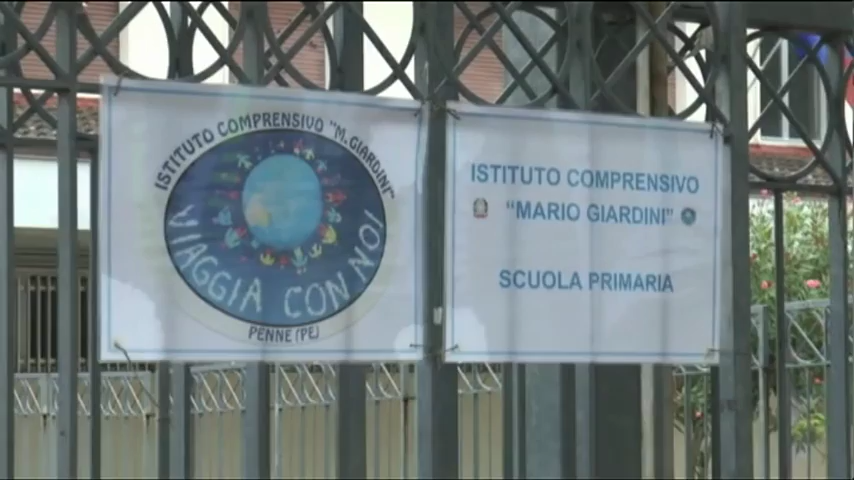 ISTITUTO COMPRENSIVO "M.GIARDINI"
VIAGGIA CON NOI
PENNE (PE)
ISTITUTO COMPRENSIVO
"MARIO GIARDINI"
SCUOLA PRIMARIA